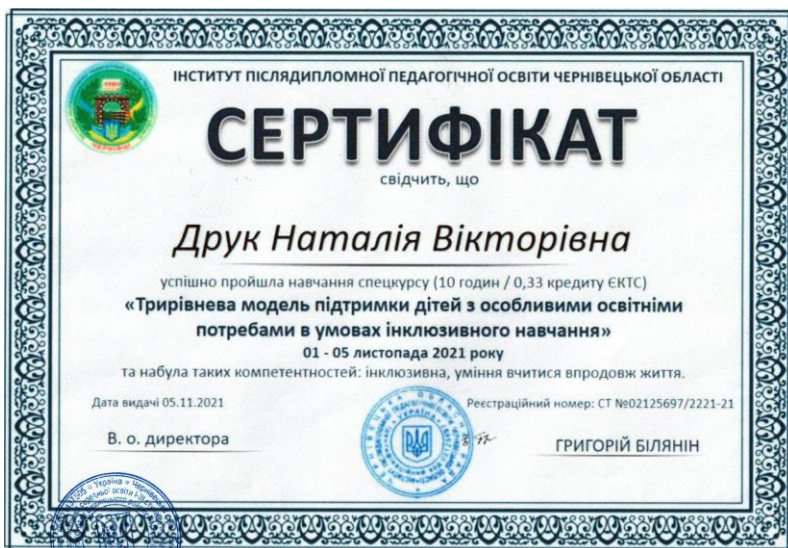 ІНСТИТУТ ПІСЛЯДИПЛОМНОЇ ПЕДАГОГІЧНОЇ ОСВІТИ ЧЕРНІВЕЦЬКОЇ ОБЛАСТІ
СЕРТИФІКАТ
свідчить, що
Друк Наталія Вікторівна
успішно пройшла навчання спецкурсу (10 годин / 0,33 кредиту ЄКТС)
«Трирівнева модель підтримки дітей з особливими освітніми
потребами в умовах інклюзивного навчання»
01 - 05 листопада 2021 року
та набула таких компетентностей: інклюзивна, уміння вчитися впродовж життя.
Дата видачі 05.11.2021
Реєстраційний номер: СТ №02125697/2221-21
В. о. директора
УКРАЇНА
ГРИГОРІЙ БІЛЯНІН
Україна